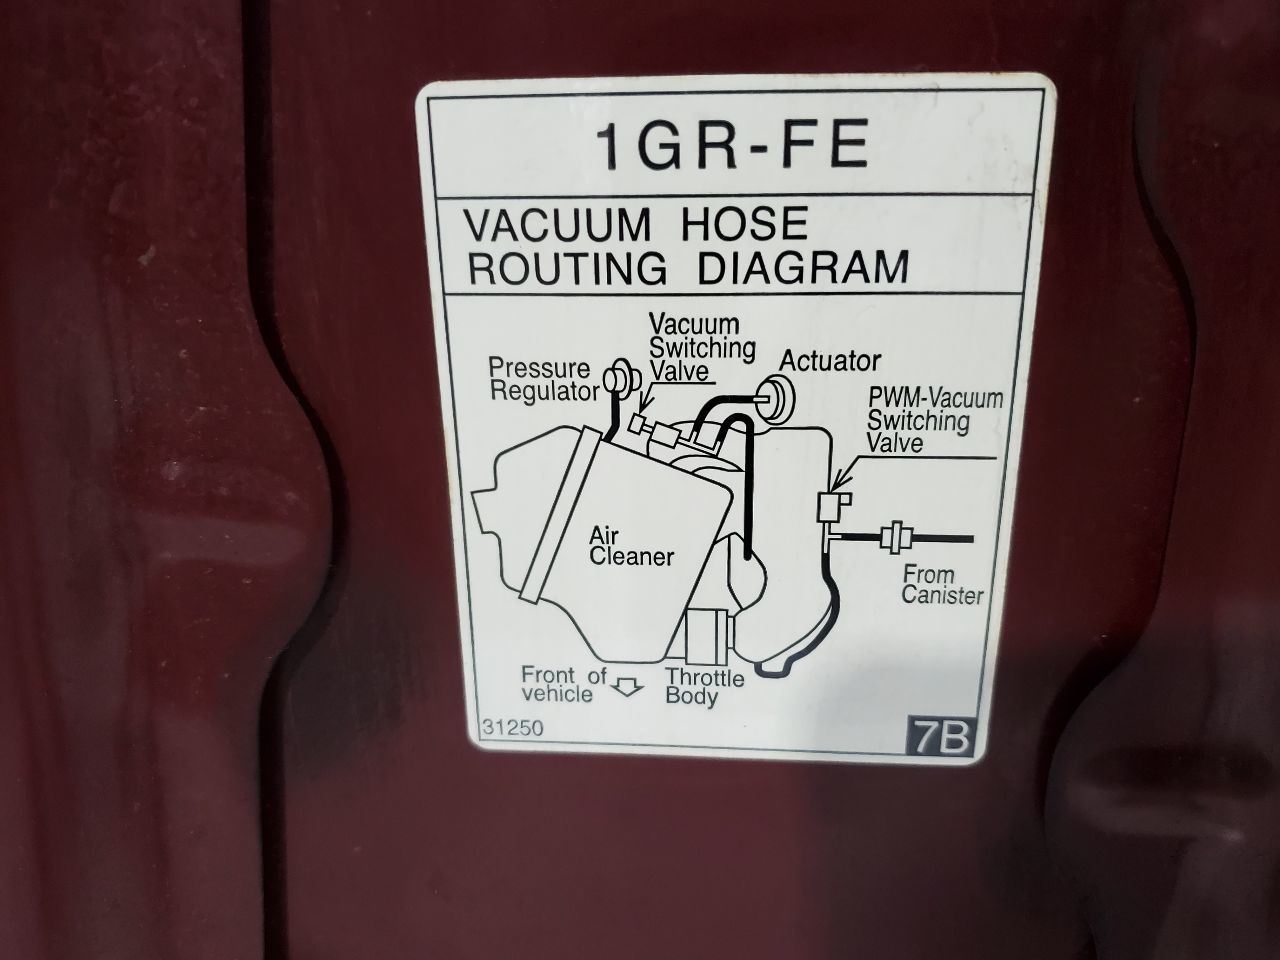 1GR-FE
VACUUM HOSE
ROUTING DIAGRAM
Vacuum
Switching
Valve
Pressure
Regulator
Actuator
PWM-Vacuum
Switching
Valve
Air
Cleaner
From
Canister
Front of
vehicle
Throttle
Body
31250
7B